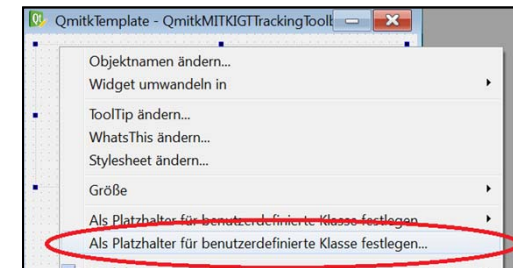 QmitkTemplate - QmitkMITKIGTTrackingToolb
Objektnamen ändern...
Widget umwandeln in
ToolTip ändern...
WhatsThis ändern...
Stylesheet ändern...
Größe
Als Platzhalter für benutzerdefinierte Klasse festlegen
Als Platzhalter für benutzerdefinierte Klasse festlegen...